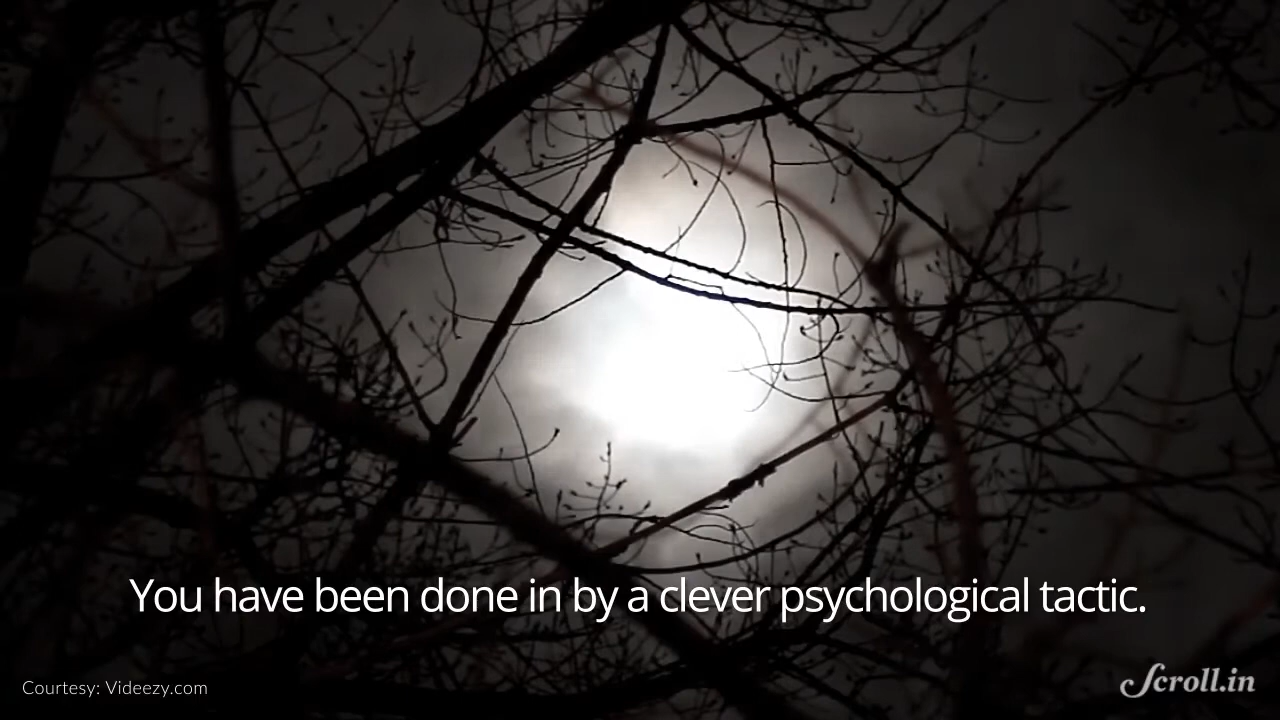 You have been done in by a clever psychological tactic.
Courtesy: Videezy.com
Scroll.in